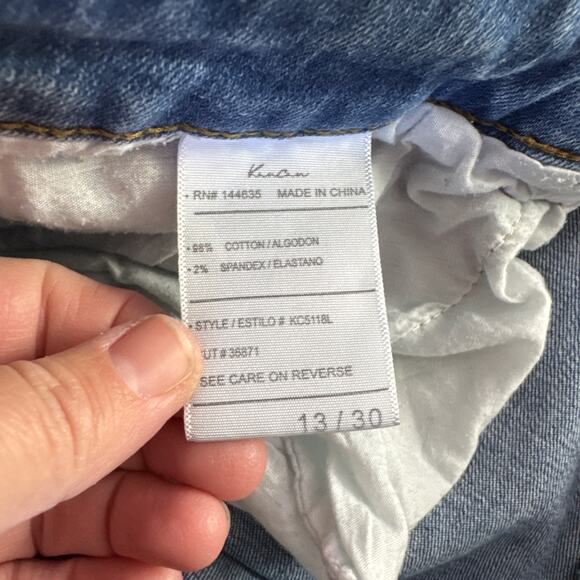 KanCan
RN# 144635 MADE IN CHINA
• 98% COTTON / ALGODON
• 2% SPANDEX / ELASTANO
• STYLE / ESTILO # KC5118L
CUT # 36871
SEE CARE ON REVERSE
13 / 30